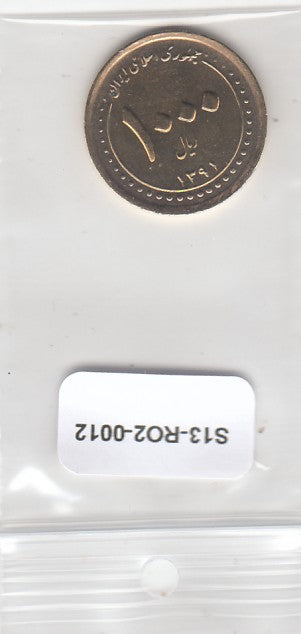 جمهوری اسلامی ایران
۱۰۰۰
ریال
۱۳۹۱
S13-RO2-0012